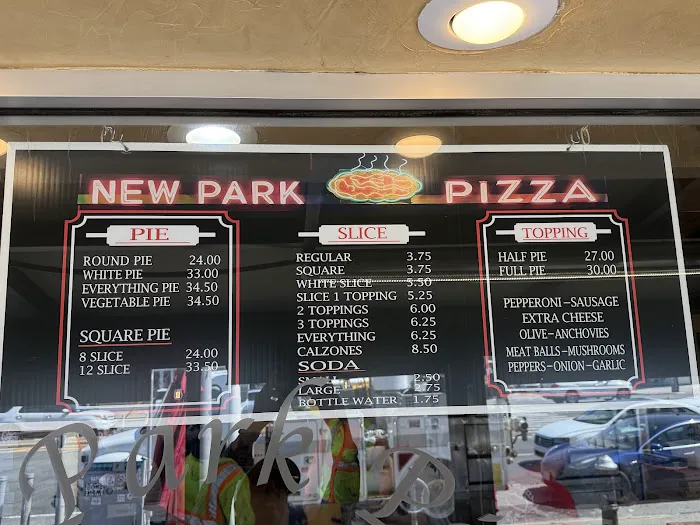 NEW PARK PIZZA
PIE
ROUND PIE 24.00
WHITE PIE 33.00
EVERYTHING PIE 34.50
VEGETABLE PIE 34.50
SQUARE PIE
8 SLICE 24.00
12 SLICE 33.50
SLICE
REGULAR 3.75
SQUARE 3.75
WHITE SLICE 5.50
SLICE 1 TOPPING 5.25
2 TOPPINGS 6.00
3 TOPPINGS 6.25
EVERYTHING 6.25
CALZONES 8.50
SODA
SMALL 2.50
LARGE 2.75
BOTTLE WATER 1.75
TOPPING
HALF PIE 27.00
FULL PIE 30.00
PEPPERONI-SAUSAGE
EXTRA CHEESE
OLIVE-ANCHOVIES
MEAT BALLS-MUSHROOMS
PEPPERS-ONION-GARLIC
Park P